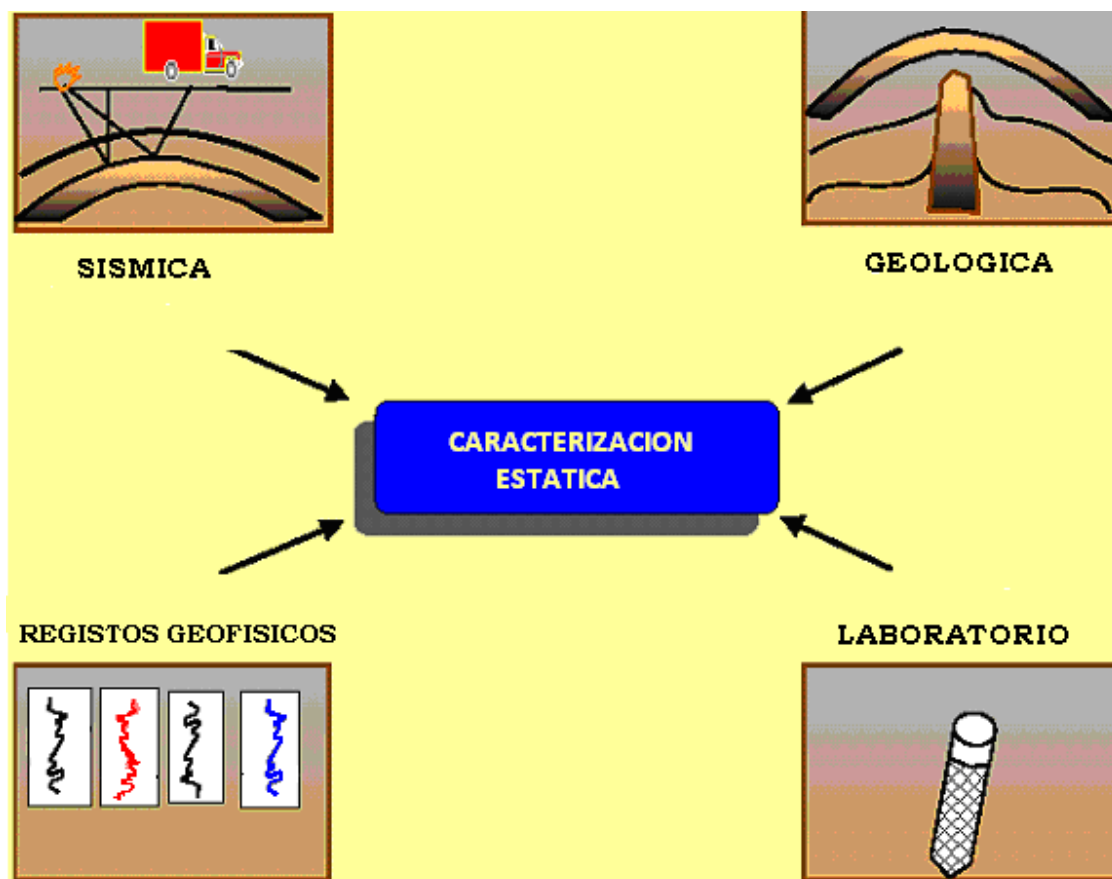 SISMICA
GEOLOGICA
CARACTERIZACION
ESTATICA
REGISTOS GEOFISICOS
LABORATORIO